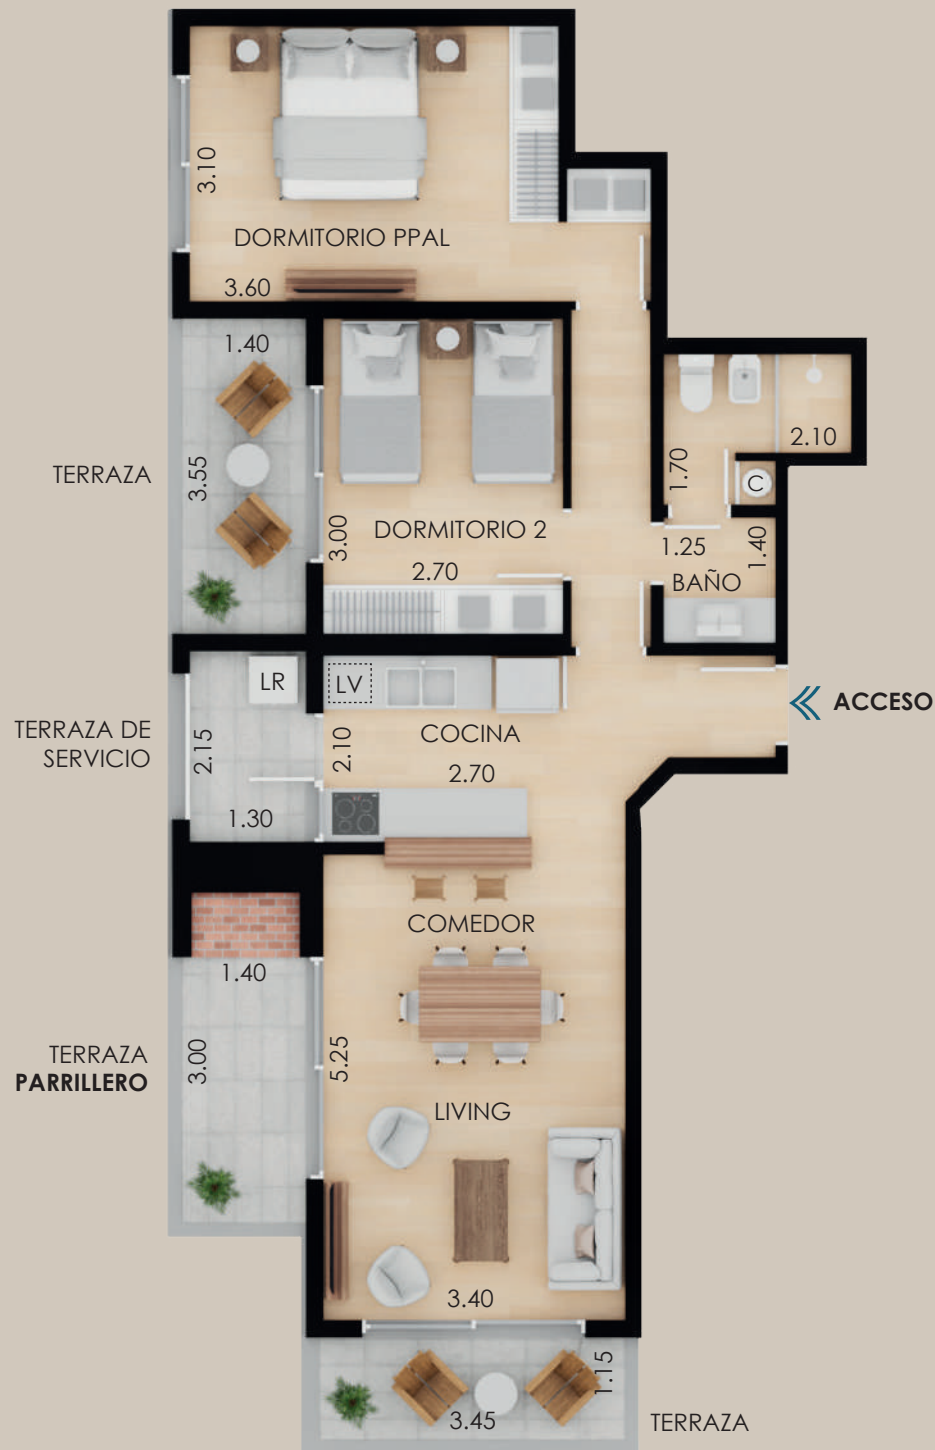 3.10
DORMITORIO PPAL
3.60
1.40
TERRAZA
3.55
3.00
DORMITORIO 2
2.70
1.70
2.10
C
1.25
1.40
BAÑO
LR
LV
TERRAZA DE
SERVICIO
2.15
1.30
2.10
COCINA
2.70
ACCESO
COMEDOR
1.40
TERRAZA
PARRILLERO
3.00
5.25
LIVING
3.40
1.15
3.45
TERRAZA